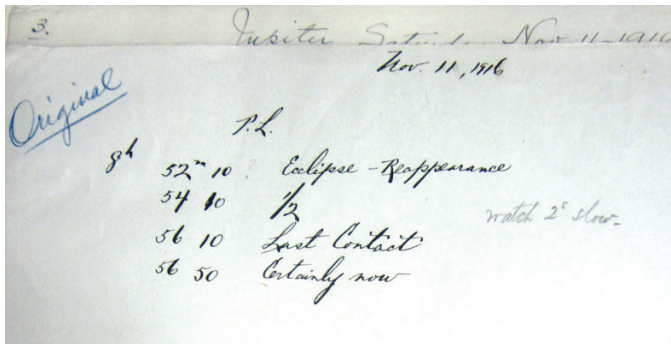 3.
Jupiter Saturday Nov 11-1916
Nov. 11, 1916
Original
P.L.
8h 52m 10 ? Eclipse - Reappearance
54 10 1/2
watch 2s slow-
56 10 Last Contact
56 50 Certainly now